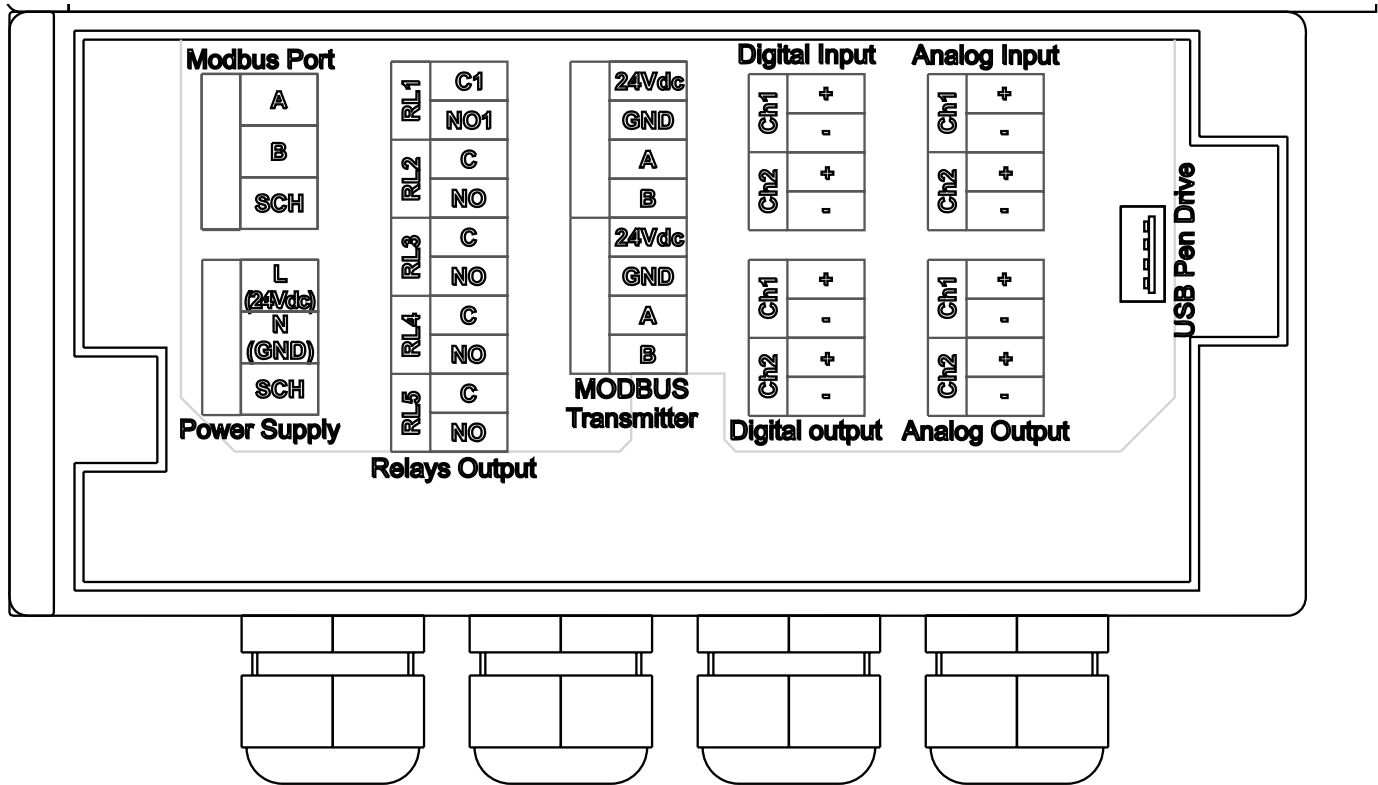 Modbus Port
A
B
SCH
L
(24Vdc)
N
(GND)
SCH
Power Supply
RL1
C1
NO1
RL2
C
NO
RL3
C
NO
RL4
C
NO
RL5
C
NO
Relays Output
24Vdc
GND
A
B
24Vdc
GND
A
B
MODBUS
Transmitter
Digital Input
Ch1
+
-
Ch2
+
-
Ch1
+
-
Ch2
+
-
Digital output
Analog Input
Ch1
+
-
Ch2
+
-
Ch1
+
-
Ch2
+
-
Analog Output
USB Pen Drive